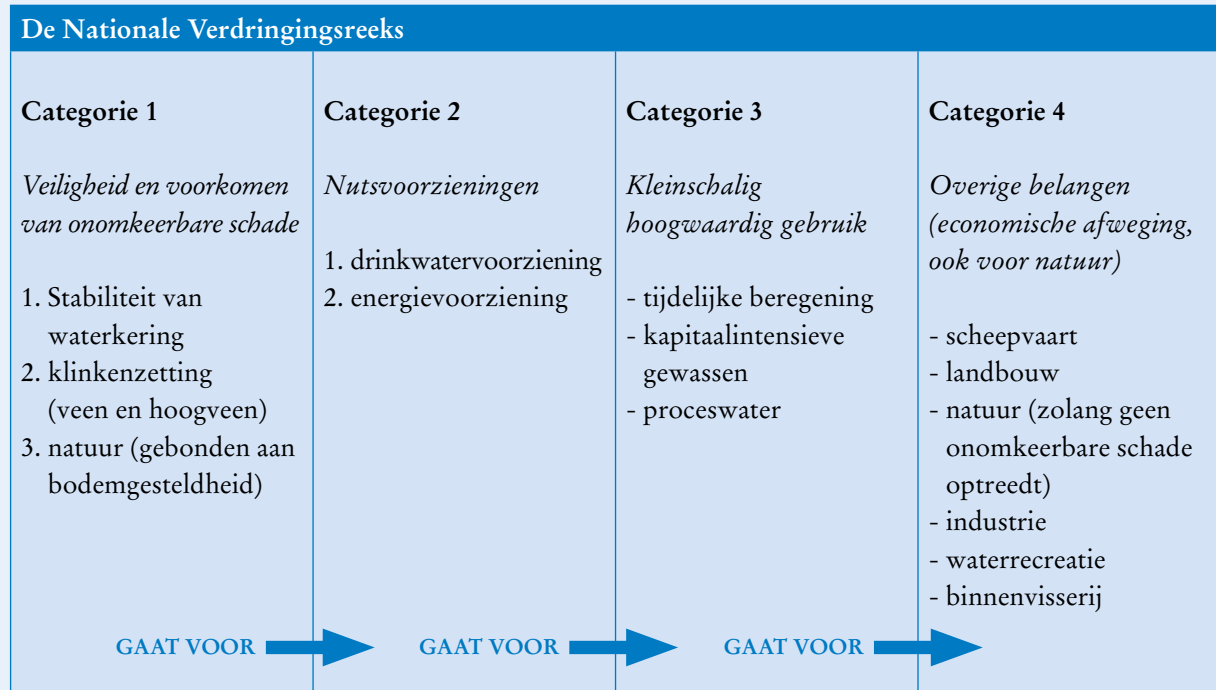 De Nationale Verdringingsreeks
Categorie 1
Veiligheid en voorkomen
van onomkeerbare schade
1. Stabiliteit van
waterkering
2. klinkenzetting
(veen en hoogveen)
3. natuur (gebonden aan
bodemgesteldheid)
GAAT VOOR
Categorie 2
Nutsvoorzieningen
1. drinkwatervoorziening
2. energievoorziening
GAAT VOOR
Categorie 3
Kleinschalig
hoogwaardig gebruik
- tijdelijke beregening
- kapitaalintensieve
gewassen
- proceswater
GAAT VOOR
Categorie 4
Overige belangen
(economische afweging,
ook voor natuur)
- scheepvaart
- landbouw
- natuur (zolang geen
onomkeerbare schade
optreedt)
- industrie
- waterrecreatie
- binnenvisserij